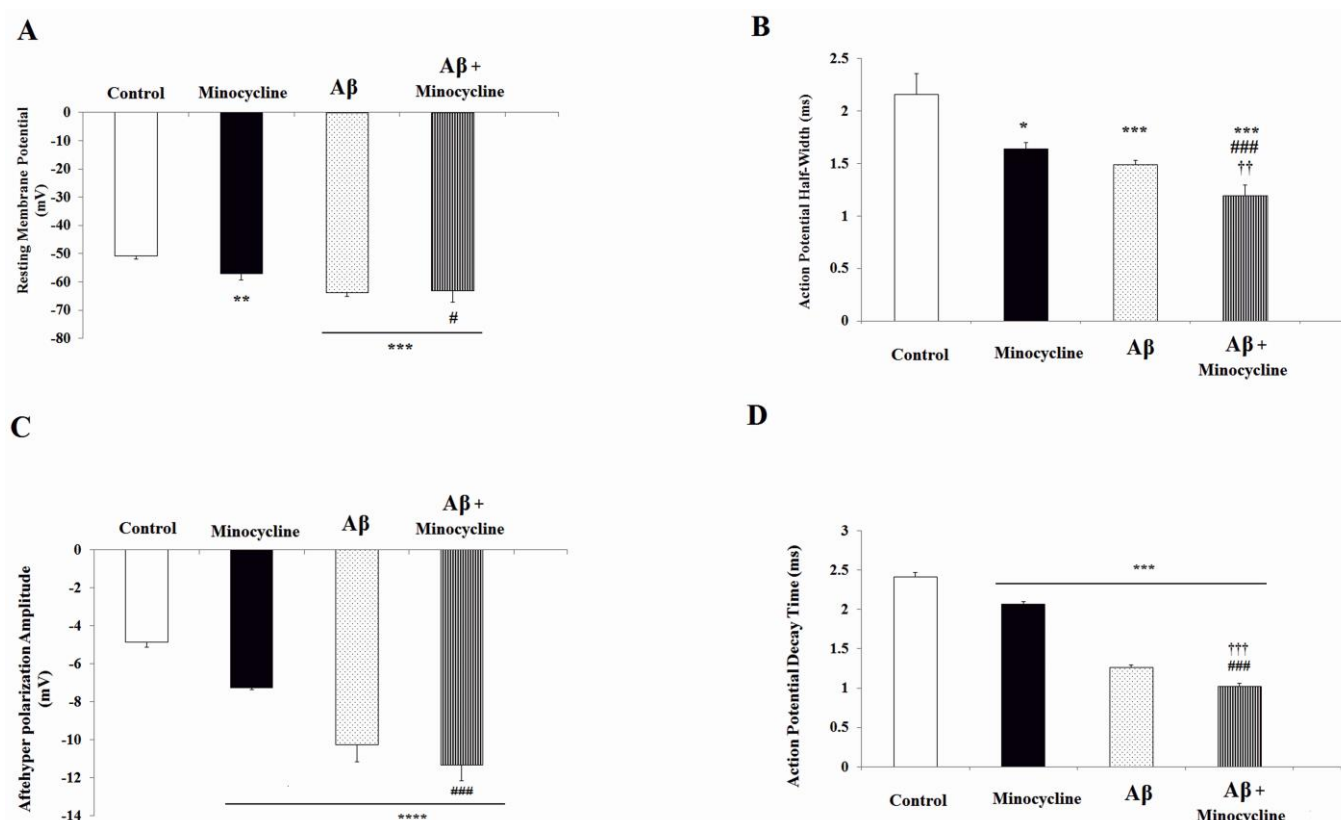 A
Control
Minocycline
Aβ
Aβ +
Minocycline
0
-10
-20
-30
-40
-50
-60
-70
-80
Resting Membrane Potential
(mV)
**
#
***
B
2.5
2
1.5
1
0.5
0
Action Potential Half-Width (ms)
*
***
***
###
††
Control
Minocycline
Aβ
Aβ +
Minocycline
C
Control
Minocycline
Aβ
Aβ +
Minocycline
0
-2
-4
-6
-8
-10
-12
-14
Aftehyper polarization Amplitude
(mV)
###
****
D
3
2.5
2
1.5
1
0.5
0
Action Potential Decay Time (ms)
***
†††
###
Control
Minocycline
Aβ
Aβ +
Minocycline